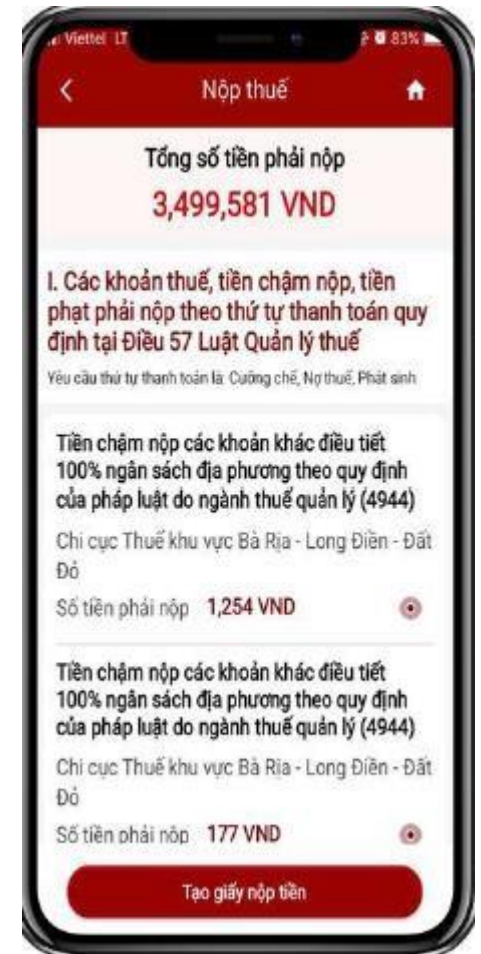 Viettel LT
83%
Nộp thuế
Tổng số tiền phải nộp
3,499,581 VND
I. Các khoản thuế, tiền chậm nộp, tiền
phạt phải nộp theo thứ tự thanh toán quy
định tại Điều 57 Luật Quản lý thuế
Yêu cầu thứ tự thanh toán là: Cưỡng chế, Nợ thuế, Phát sinh
Tiền chậm nộp các khoản khác điều tiết
100% ngân sách địa phương theo quy định
của pháp luật do ngành thuế quản lý (4944)
Chi cục Thuế khu vực Bà Rịa - Long Điền - Đất
Đỏ
Số tiền phải nộp 1,254 VND
Tiền chậm nộp các khoản khác điều tiết
100% ngân sách địa phương theo quy định
của pháp luật do ngành thuế quản lý (4944)
Chi cục Thuế khu vực Bà Rịa - Long Điền - Đất
Đỏ
Số tiền phải nộp 177 VND
Tạo giấy nộp tiền